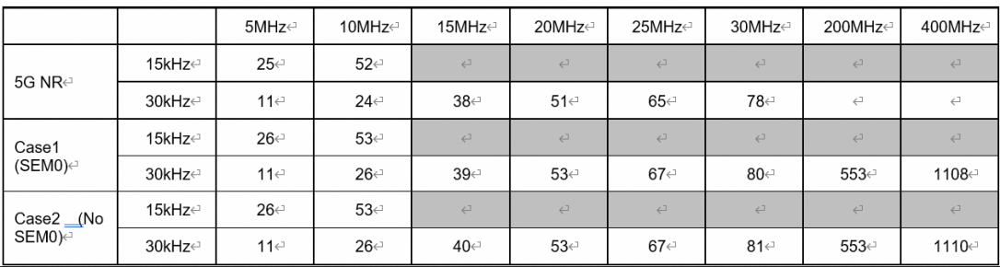 5MHz↵ 10MHz↵ 15MHz↵ 20MHz↵ 25MHz↵ 30MHz↵ 200MHz↵ 400MHz↵
5G NR↵
15kHz↵ 25↵ 52↵ ↵ ↵ ↵ ↵ ↵ ↵
30kHz↵ 11↵ 24↵ 38↵ 51↵ 65↵ 78↵ ↵ ↵
Case1
(SEM0)↵
15kHz↵ 26↵ 53↵ ↵ ↵ ↵ ↵ ↵ ↵
30kHz↵ 11↵ 26↵ 39↵ 53↵ 67↵ 80↵ 553↵ 1108↵
Case2 (No
SEM0)↵
15kHz↵ 26↵ 53↵ ↵ ↵ ↵ ↵ ↵ ↵
30kHz↵ 11↵ 26↵ 40↵ 53↵ 67↵ 81↵ 553↵ 1110↵